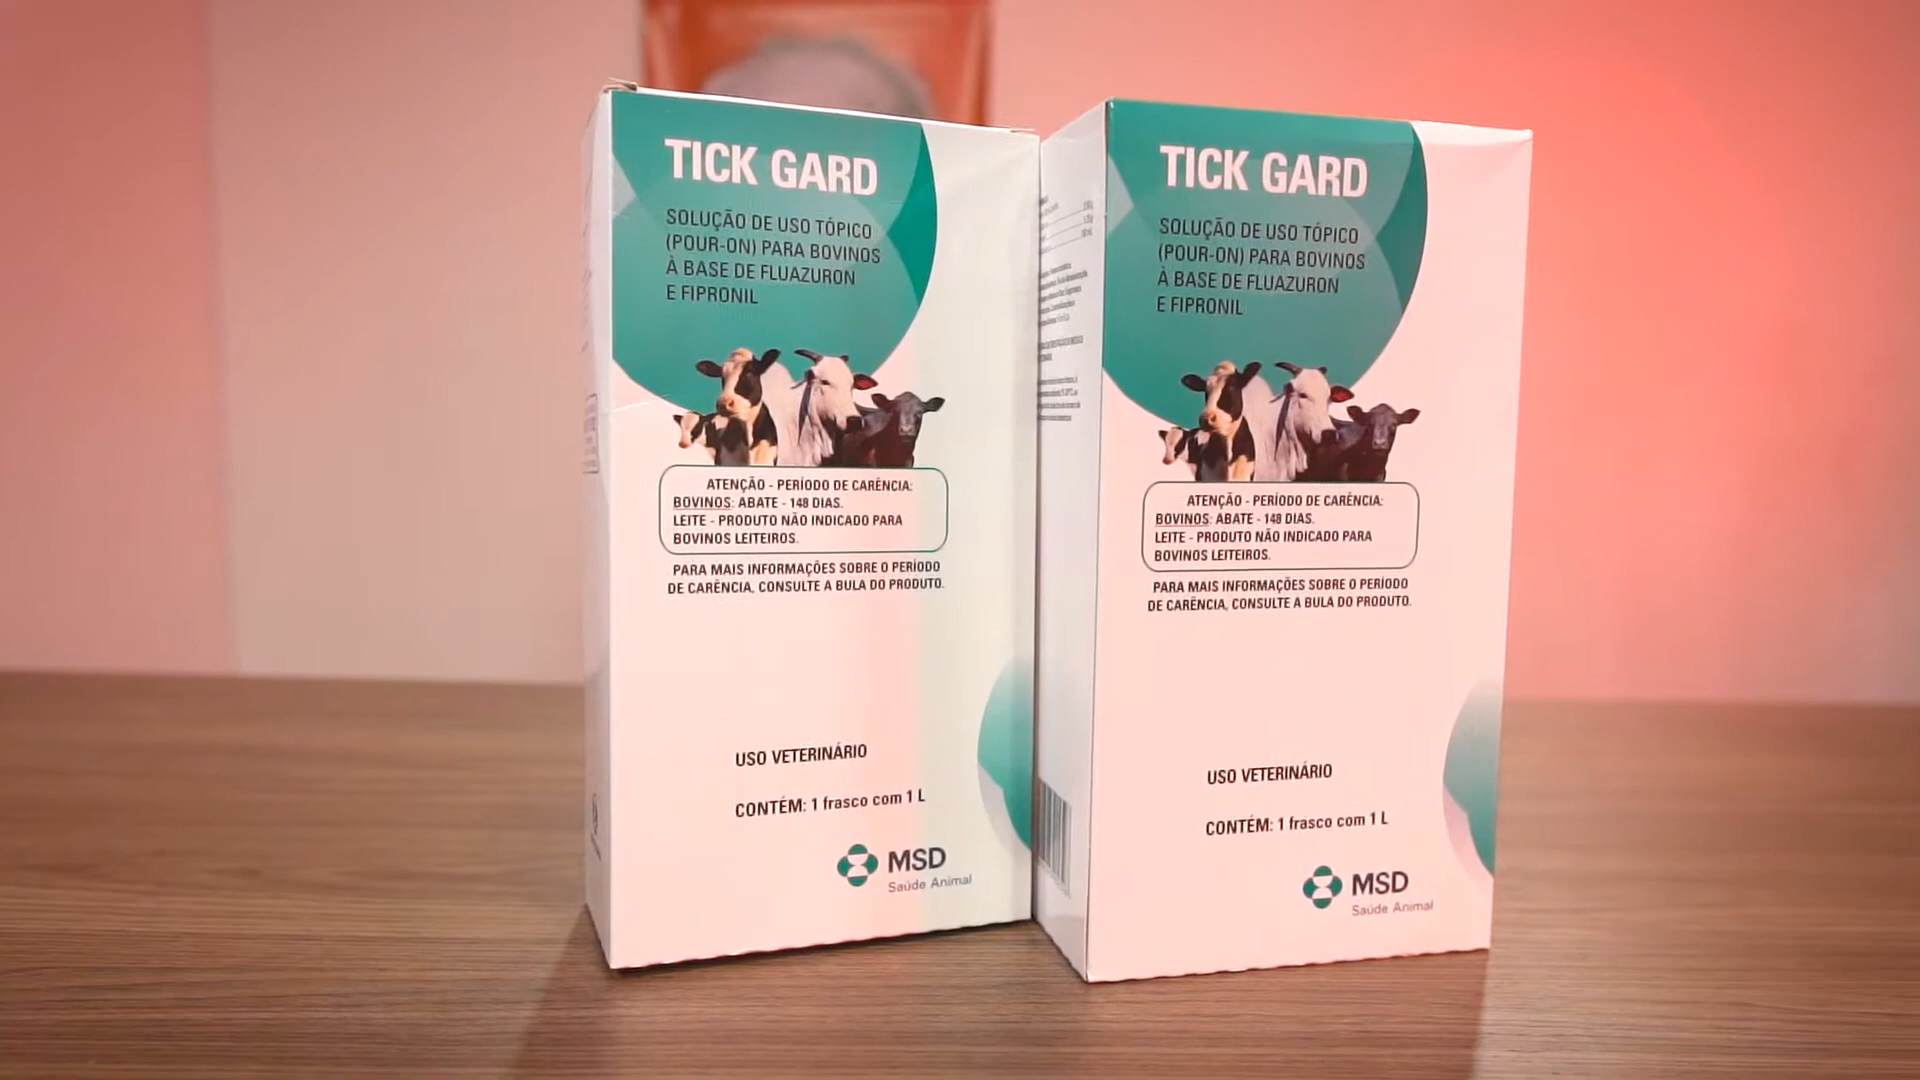 TICK GARD
SOLUÇÃO DE USO TÓPICO
(POUR-ON) PARA BOVINOS
À BASE DE FLUAZURON
E FIPRONIL
ATENÇÃO - PERÍODO DE CARÊNCIA:
BOVINOS: ABATE - 148 DIAS.
LEITE - PRODUTO NÃO INDICADO PARA
BOVINOS LEITEIROS.
PARA MAIS INFORMAÇÕES SOBRE O PERÍODO
DE CARÊNCIA, CONSULTE A BULA DO PRODUTO.
USO VETERINÁRIO
CONTÉM: 1 frasco com 1 L
MSD
Saúde Animal
TICK GARD
SOLUÇÃO DE USO TÓPICO
(POUR-ON) PARA BOVINOS
À BASE DE FLUAZURON
E FIPRONIL
ATENÇÃO - PERÍODO DE CARÊNCIA:
BOVINOS: ABATE - 148 DIAS.
LEITE - PRODUTO NÃO INDICADO PARA
BOVINOS LEITEIROS.
PARA MAIS INFORMAÇÕES SOBRE O PERÍODO
DE CARÊNCIA, CONSULTE A BULA DO PRODUTO.
USO VETERINÁRIO
CONTÉM: 1 frasco com 1 L
MSD
Saúde Animal